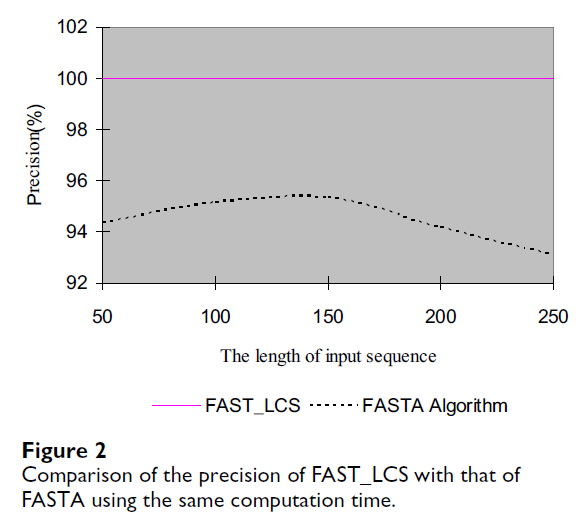 102
100
98
96
94
92
Precision(%)
50 100 150 200 250
The length of input sequence
FAST_LCS FASTA Algorithm
Figure 2
Comparison of the precision of FAST_LCS with that of
FASTA using the same computation time.